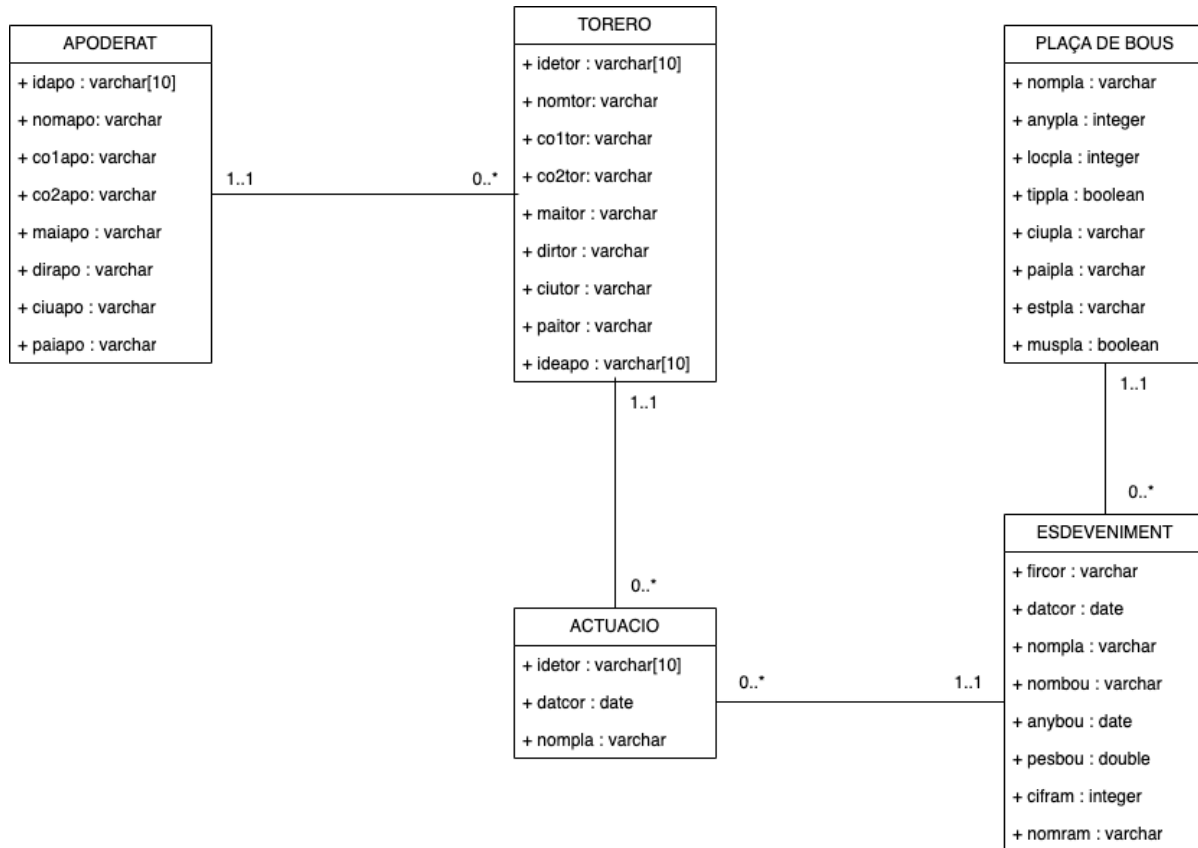 APODERAT
+ idapo : varchar[10]
+ nomapo: varchar
+ co1apo: varchar
+ co2apo: varchar
+ maiapo : varchar
+ dirapo : varchar
+ ciuapo : varchar
+ paiapo : varchar
1..1
0..*
TORERO
+ idetor : varchar[10]
+ nomtor: varchar
+ co1tor: varchar
+ co2tor: varchar
+ maitor : varchar
+ dirtor : varchar
+ ciutor : varchar
+ paitor : varchar
+ ideapo : varchar[10]
1..1
0..*
ACTUACIO
+ idetor : varchar[10]
+ datcor : date
+ nompla : varchar
0..*
1..1
PLAÇA DE BOUS
+ nompla : varchar
+ anypla : integer
+ locpla : integer
+ tippla : boolean
+ ciupla : varchar
+ paipla : varchar
+ estpla : varchar
+ muspla : boolean
1..1
0..*
ESDEVENIMENT
+ fircor : varchar
+ datcor : date
+ nompla : varchar
+ nombou : varchar
+ anybou : date
+ pesbou : double
+ cifram : integer
+ nomram : varchar